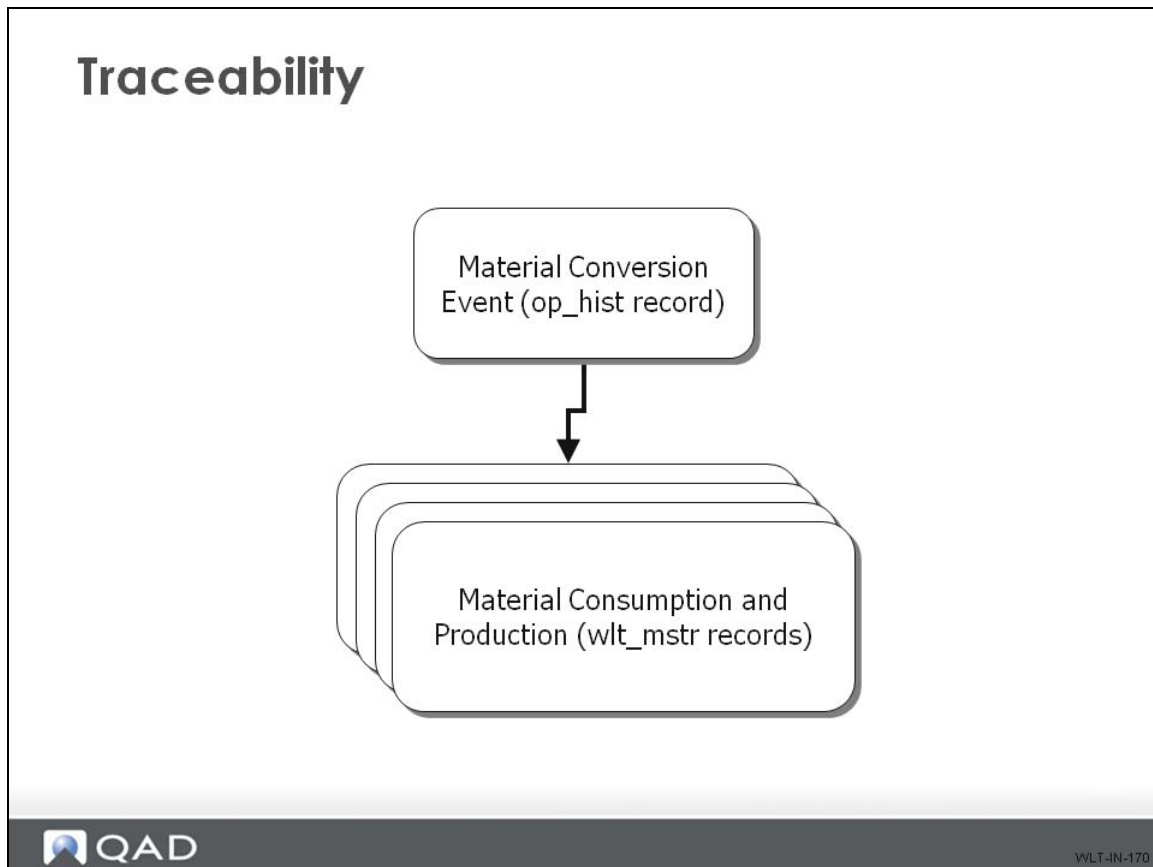 Traceability
Material Conversion
Event (op_hist record)
Material Consumption and
Production (wlt_mstr records)
QAD
WLT-IN-170